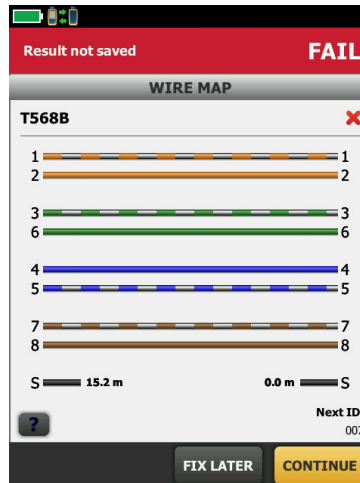 Result not saved FAIL
WIRE MAP
T568B
1 1
2 2
3 3
6 6
4 4
5 5
7 7
8 8
S 15.2 m 0.0 m S
Next ID
? 007
FIX LATER CONTINUE